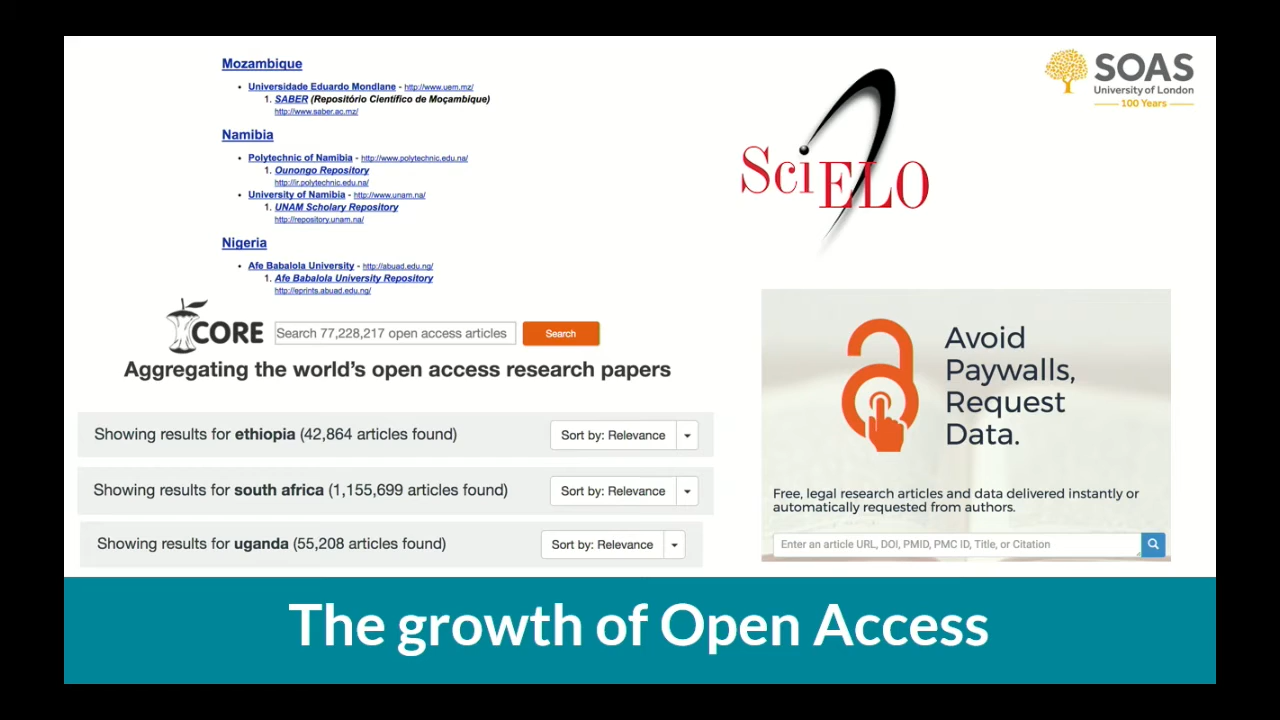 Mozambique
• Universidade Eduardo Mondlane - http://www.uem.mz/
1. SABER (Repositório Científico de Moçambique)
http://www.saber.ac.mz/
Namibia
• Polytechnic of Namibia - http://www.polytechnic.edu.na/
1. Ounongo Repository
http://ir.polytechnic.edu.na/
• University of Namibia - http://www.unam.na/
1. UNAM Scholary Repository
http://repository.unam.na/
Nigeria
• Afe Babalola University - http://abuad.edu.ng/
1. Afe Babalola University Repository
http://eprints.abuad.edu.ng/
SciELO
SOAS
University of London
100 Years
CORE
Search 77,228,217 open access articles
Search
Aggregating the world's open access research papers
Showing results for ethiopia (42,864 articles found)
Sort by: Relevance
Showing results for south africa (1,155,699 articles found)
Sort by: Relevance
Showing results for uganda (55,208 articles found)
Sort by: Relevance
Avoid
Paywalls,
Request
Data.
Free, legal research articles and data delivered instantly or
automatically requested from authors.
Enter an article URL, DOI, PMID, PMC ID, Title, or Citation
The growth of Open Access